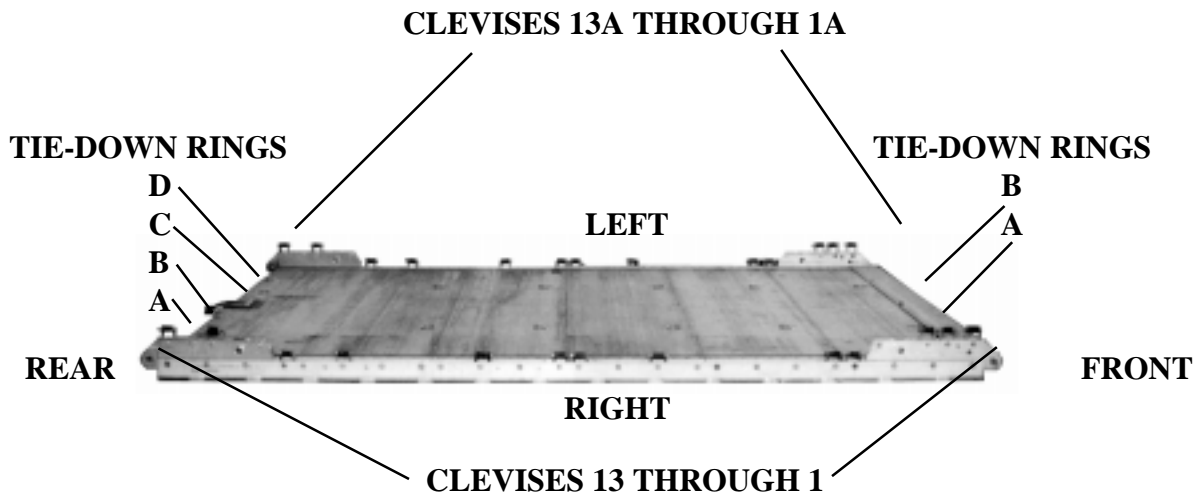 CLEVISES 13A THROUGH 1A
TIE-DOWN RINGS
D
C
B
A
TIE-DOWN RINGS
B
A
LEFT
REAR
FRONT
RIGHT
CLEVISES 13 THROUGH 1